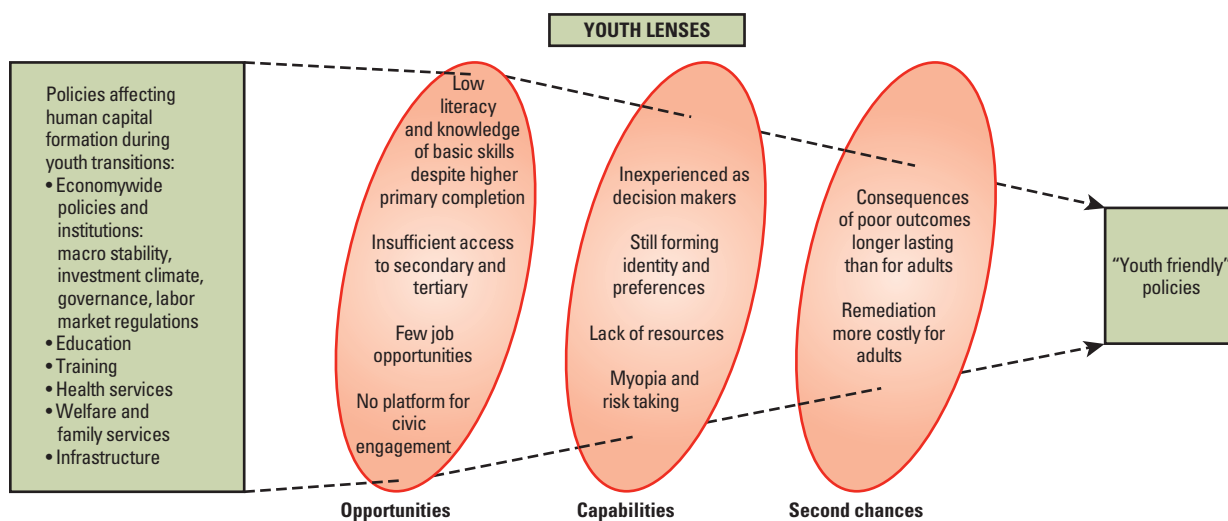 YOUTH LENSES
Policies affecting
human capital
formation during
youth transitions:
• Economywide
policies and
institutions:
macro stability,
investment climate,
governance, labor
market regulations
• Education
• Training
• Health services
• Welfare and
family services
• Infrastructure
Low
literacy
and knowledge
of basic skills
despite higher
primary completion
Insufficient access
to secondary and
tertiary
Few job
opportunities
No platform for
civic
engagement
Opportunities
Inexperienced as
decision makers
Still forming
identity and
preferences
Lack of resources
Myopia and
risk taking
Capabilities
Consequences
of poor outcomes
longer lasting
than for adults
Remediation
more costly for
adults
Second chances
“Youth friendly”
policies